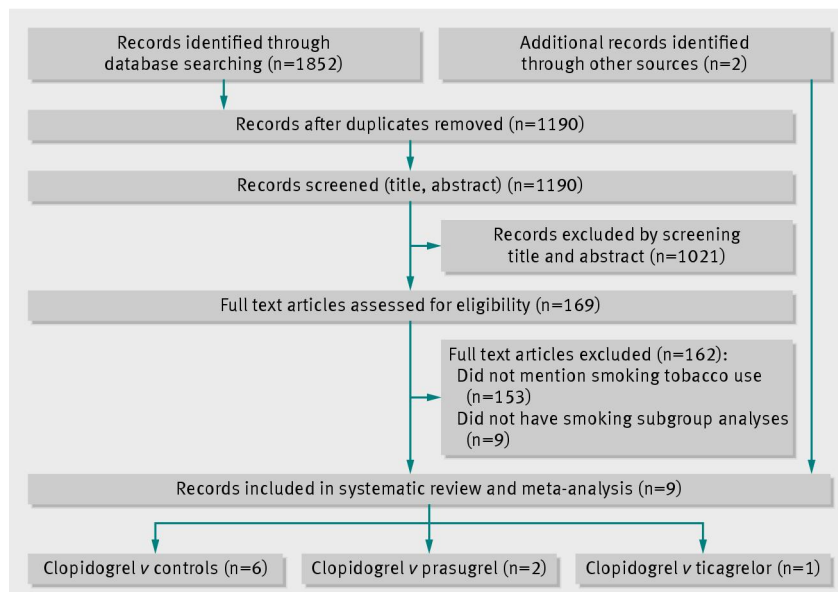 Records identified through
database searching (n=1852)
Additional records identified
through other sources (n=2)
Records after duplicates removed (n=1190)
Records screened (title, abstract) (n=1190)
Records excluded by screening
title and abstract (n=1021)
Full text articles assessed for eligibility (n=169)
Full text articles excluded (n=162):
Did not mention smoking tobacco use
(n=153)
Did not have smoking subgroup analyses
(n=9)
Records included in systematic review and meta-analysis (n=9)
Clopidogrel v controls (n=6)
Clopidogrel v prasugrel (n=2)
Clopidogrel v ticagrelor (n=1)